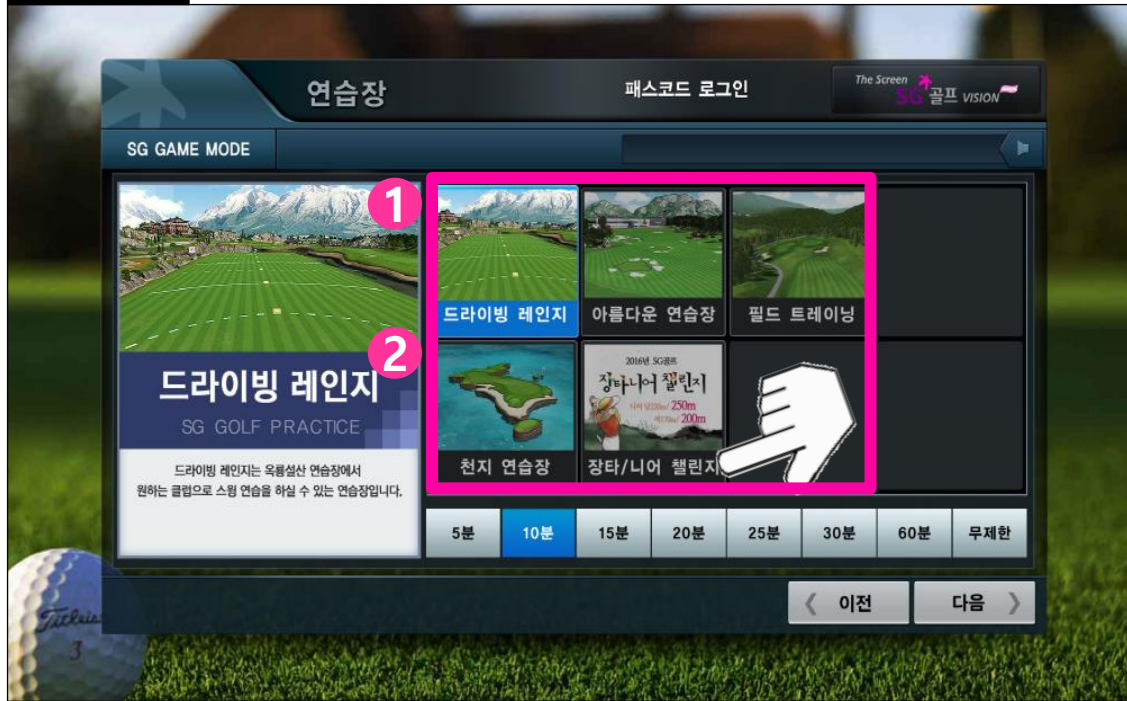 연습장
패스코드 로그인
The Screen
SG 골프 VISION
SG GAME MODE
1
드라이빙 레인지
아름다운 연습장
필드 트레이닝
2
2016년 SG골프
장타니어 챌린지
250m
200m
천지 연습장
장타/니어 챌린지
드라이빙 레인지
SG GOLF PRACTICE
드라이빙 레인지는 옥룡설산 연습장에서
원하는 클럽으로 스윙 연습을 하실 수 있는 연습장입니다.
5분
10분
15분
20분
25분
30분
60분
무제한
이전
다음
Titleist
3